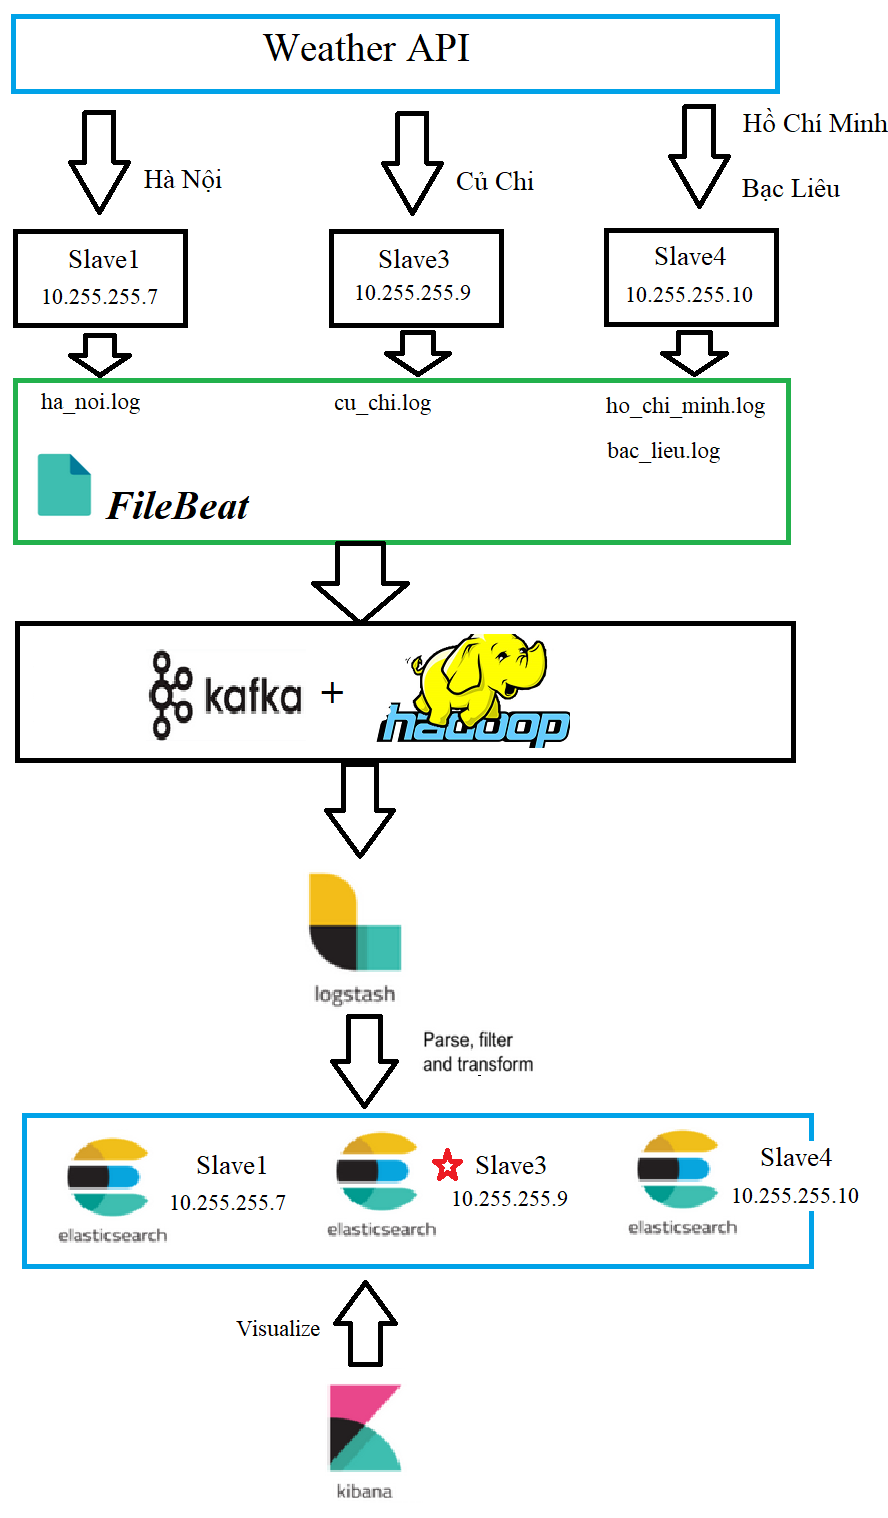 Weather API
Hà Nội
Củ Chi
Hồ Chí Minh
Bạc Liêu
Slave1
10.255.255.7
Slave3
10.255.255.9
Slave4
10.255.255.10
ha_noi.log
cu_chi.log
ho_chi_minh.log
bac_lieu.log
FileBeat
kafka + hadoop
logstash
Parse, filter
and transform
elasticsearch
Slave1
10.255.255.7
elasticsearch
Slave3
10.255.255.9
elasticsearch
Slave4
10.255.255.10
Visualize
kibana